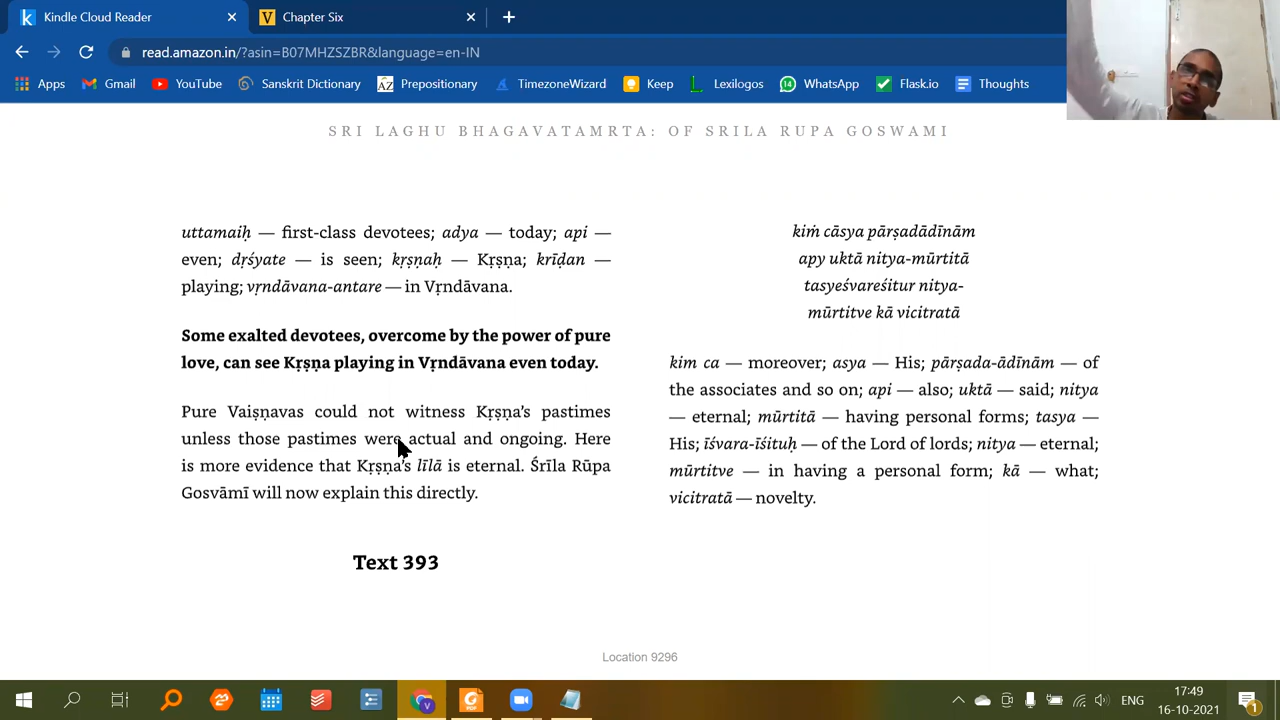 Kindle Cloud Reader
Chapter Six
read.amazon.in/?asin=B07MHZSZBR&language=en-IN
Apps Gmail YouTube Sanskrit Dictionary Prepositionary TimezoneWizard Keep Lexilogos WhatsApp Flask.io Thoughts
SRI LAGHU BHAGAVATAMRTA: OF SRILA RUPA GOSWAMI
uttamaiḥ — first-class devotees; adya — today; api —
even; dṛśyate — is seen; kṛṣṇaḥ — Kṛṣṇa; krīḍan —
playing; vṛndāvana-antare — in Vṛndāvana.
Some exalted devotees, overcome by the power of pure
love, can see Kṛṣṇa playing in Vṛndāvana even today.
Pure Vaiṣṇavas could not witness Kṛṣṇa's pastimes
unless those pastimes were actual and ongoing. Here
is more evidence that Kṛṣṇa's līlā is eternal. Śrīla Rūpa
Gosvāmī will now explain this directly.
Text 393
kiṁ cāsya pārṣadādīnām
apy uktā nitya-mūrtitā
tasyeśvareśitur nitya-
mūrtitve kā vicitratā
kim ca — moreover; asya — His; pārṣada-ādīnām — of
the associates and so on; api — also; uktā — said; nitya
— eternal; mūrtitā — having personal forms; tasya —
His; īśvara-īśituḥ — of the Lord of lords; nitya — eternal;
mūrtitve — in having a personal form; kā — what;
vicitratā — novelty.
Location 9296
ENG
17:49
16-10-2021